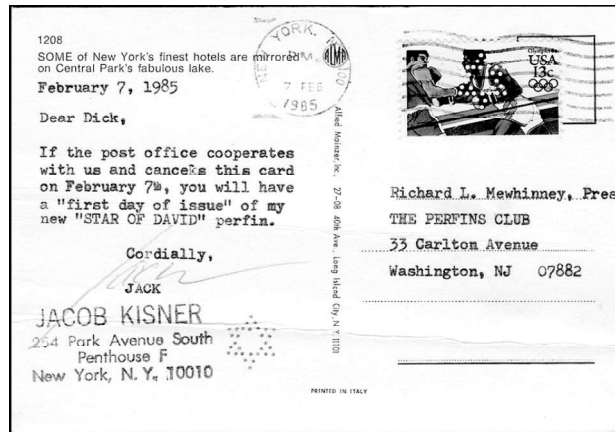 1208
SOME of New York's finest hotels are mirrored
on Central Park's fabulous lake.
February 7, 1985
Dear Dick,
If the post office cooperates
with us and cancels this card
on February 7th, you will have
a "first day of issue" of my
new "STAR OF DAVID" perfin.
Cordially,
JACK
JACOB KISNER
254 Park Avenue South
Penthouse F
New York, N.Y. 10010
NEW YORK, N.Y.
PM
7 FEB
1985
Alfred Mainzer, Inc., 27-08 40th Ave., Long Island City, N.Y. 11101
PRINTED IN ITALY
Olympics
USA
13c
Richard L. Mewhinney, Pres
THE PERFINS CLUB
33 Carlton Avenue
Washington, NJ 07882